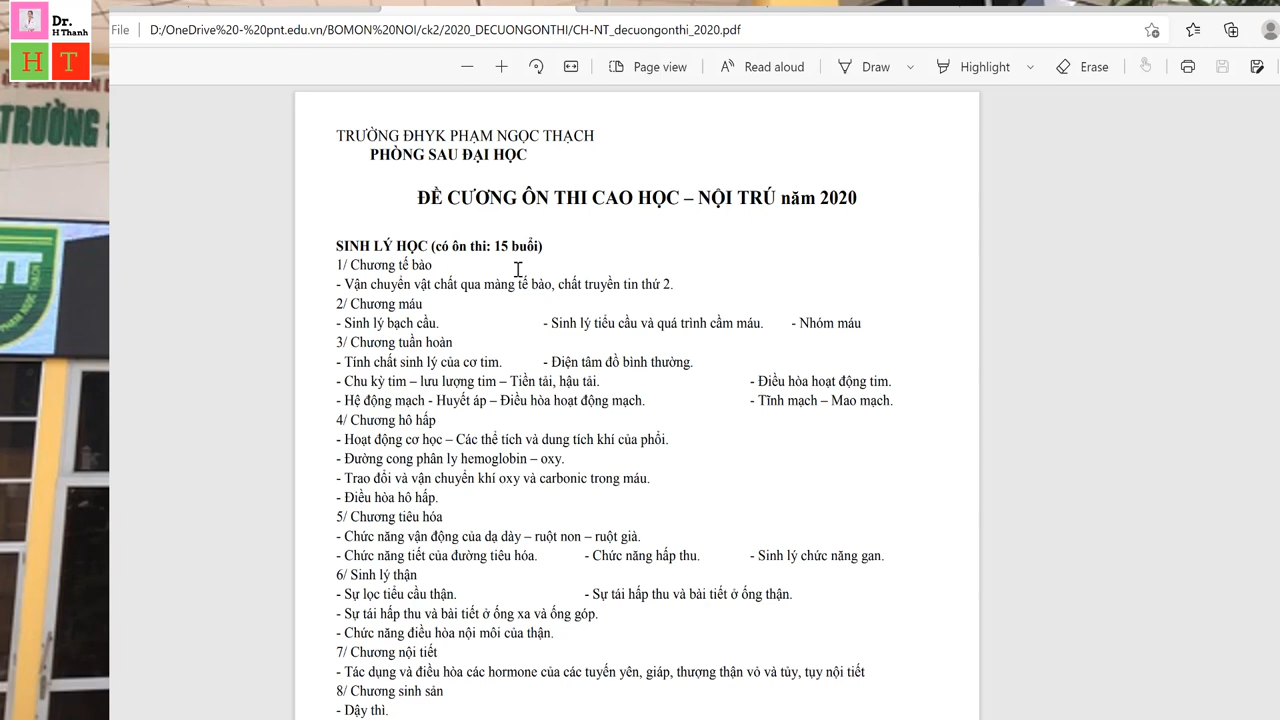 Dr.
H Thanh
H T
File D:/OneDrive%20-%20pnt.edu.vn/BOMON%20NOI/ck2/2020_DECUONGONTHI/CH-NT_decuongonthi_2020.pdf
Page view Read aloud Draw Highlight Erase
TRƯỜNG
TRƯỜNG ĐHYK PHẠM NGỌC THẠCH
PHÒNG SAU ĐẠI HỌC
ĐỀ CƯƠNG ÔN THI CAO HỌC – NỘI TRÚ năm 2020
SINH LÝ HỌC (có ôn thi: 15 buổi)
1/ Chương tế bào
- Vận chuyển vật chất qua màng tế bào, chất truyền tin thứ 2.
2/ Chương máu
- Sinh lý bạch cầu. - Sinh lý tiểu cầu và quá trình cầm máu. - Nhóm máu
3/ Chương tuần hoàn
- Tính chất sinh lý của cơ tim. - Điện tâm đồ bình thường.
- Chu kỳ tim – lưu lượng tim – Tiền tải, hậu tải. - Điều hòa hoạt động tim.
- Hệ động mạch - Huyết áp – Điều hòa hoạt động mạch. - Tĩnh mạch – Mao mạch.
4/ Chương hô hấp
- Hoạt động cơ học – Các thể tích và dung tích khí của phổi.
- Đường cong phân ly hemoglobin – oxy.
- Trao đổi và vận chuyển khí oxy và carbonic trong máu.
- Điều hòa hô hấp.
5/ Chương tiêu hóa
- Chức năng vận động của dạ dày – ruột non – ruột già.
- Chức năng tiết của đường tiêu hóa. - Chức năng hấp thu. - Sinh lý chức năng gan.
6/ Sinh lý thận
- Sự lọc tiểu cầu thận. - Sự tái hấp thu và bài tiết ở ống thận.
- Sự tái hấp thu và bài tiết ở ống xa và ống góp.
- Chức năng điều hòa nội môi của thận.
7/ Chương nội tiết
- Tác dụng và điều hòa các hormone của các tuyến yên, giáp, thượng thận vỏ và tủy, tụy nội tiết
8/ Chương sinh sản
- Dậy thì.